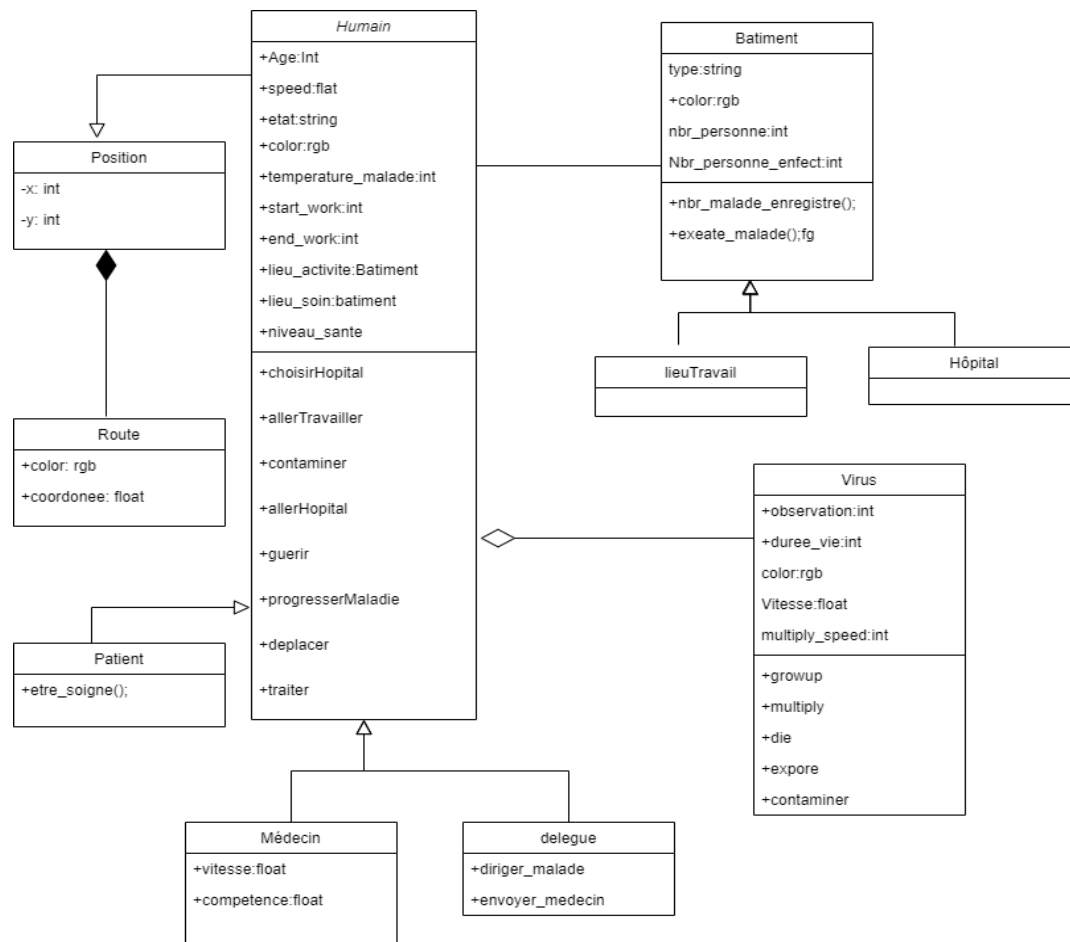 Humain
+Age:Int
+speed:flat
+etat:string
+color:rgb
+temperature_malade:int
+start_work:int
+end_work:int
+lieu_activite:Batiment
+lieu_soin:batiment
+niveau_sante
+choisirHopital
+allerTravailler
+contaminer
+allerHopital
+guerir
+progresserMaladie
+deplacer
+traiter
Batiment
type:string
+color:rgb
nbr_personne:int
Nbr_personne_enfect:int
+nbr_malade_enregistre();
+exeate_malade();fg
Position
-x: int
-y: int
lieuTravail
Hôpital
Route
+color: rgb
+coordonee: float
Virus
+observation:int
+duree_vie:int
color:rgb
Vitesse:float
multiply_speed:int
+growup
+multiply
+die
+expore
+contaminer
Patient
+etre_soigne();
Médecin
+vitesse:float
+competence:float
delegue
+diriger_malade
+envoyer_medecin